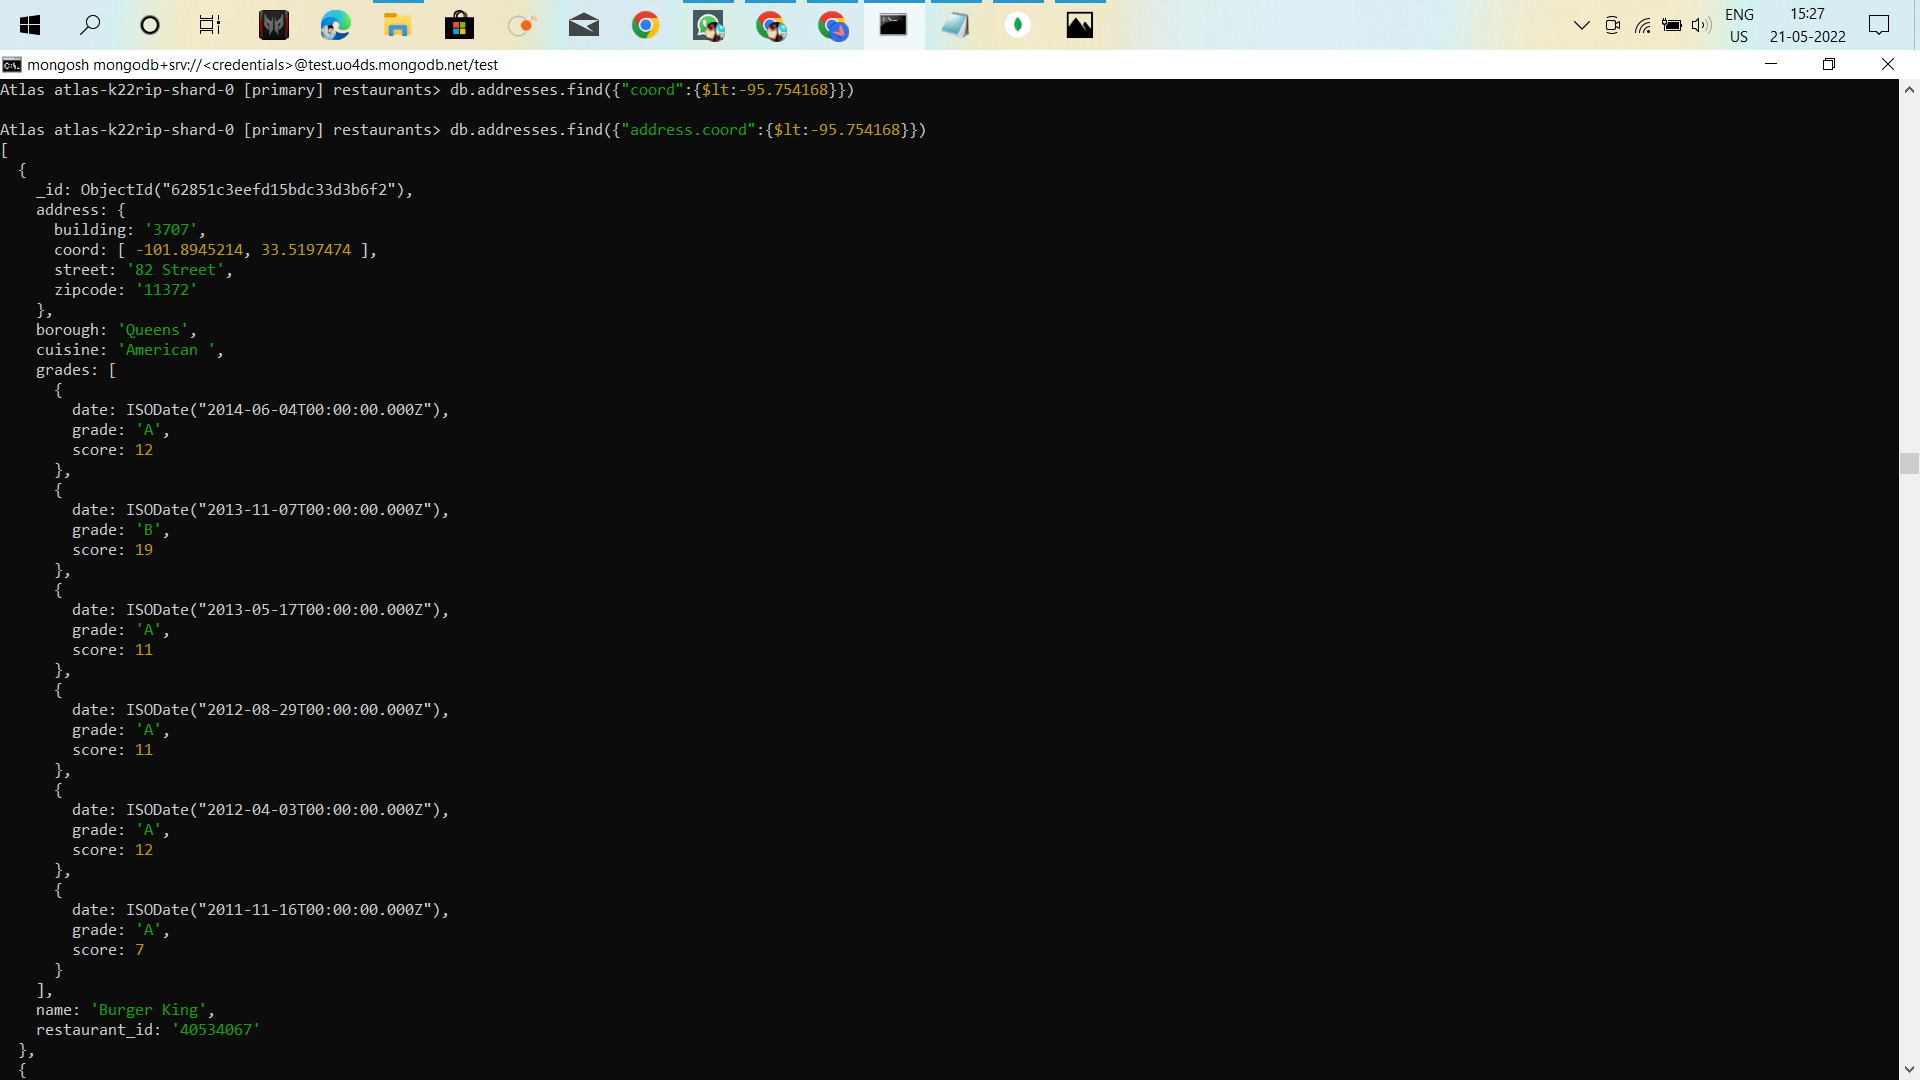 ENG
US
15:27
21-05-2022
mongosh mongodb+srv://<credentials>@test.uo4ds.mongodb.net/test
Atlas atlas-k22rip-shard-0 [primary] restaurants> db.addresses.find({"coord":{$lt:-95.754168}})
Atlas atlas-k22rip-shard-0 [primary] restaurants> db.addresses.find({"address.coord":{$lt:-95.754168}})
[
  {
    _id: ObjectId("62851c3eefd15bdc33d3b6f2"),
    address: {
      building: '3707',
      coord: [ -101.8945214, 33.5197474 ],
      street: '82 Street',
      zipcode: '11372'
    },
    borough: 'Queens',
    cuisine: 'American ',
    grades: [
      {
        date: ISODate("2014-06-04T00:00:00.000Z"),
        grade: 'A',
        score: 12
      },
      {
        date: ISODate("2013-11-07T00:00:00.000Z"),
        grade: 'B',
        score: 19
      },
      {
        date: ISODate("2013-05-17T00:00:00.000Z"),
        grade: 'A',
        score: 11
      },
      {
        date: ISODate("2012-08-29T00:00:00.000Z"),
        grade: 'A',
        score: 11
      },
      {
        date: ISODate("2012-04-03T00:00:00.000Z"),
        grade: 'A',
        score: 12
      },
      {
        date: ISODate("2011-11-16T00:00:00.000Z"),
        grade: 'A',
        score: 7
      }
    ],
    name: 'Burger King',
    restaurant_id: '40534067'
  },
  {